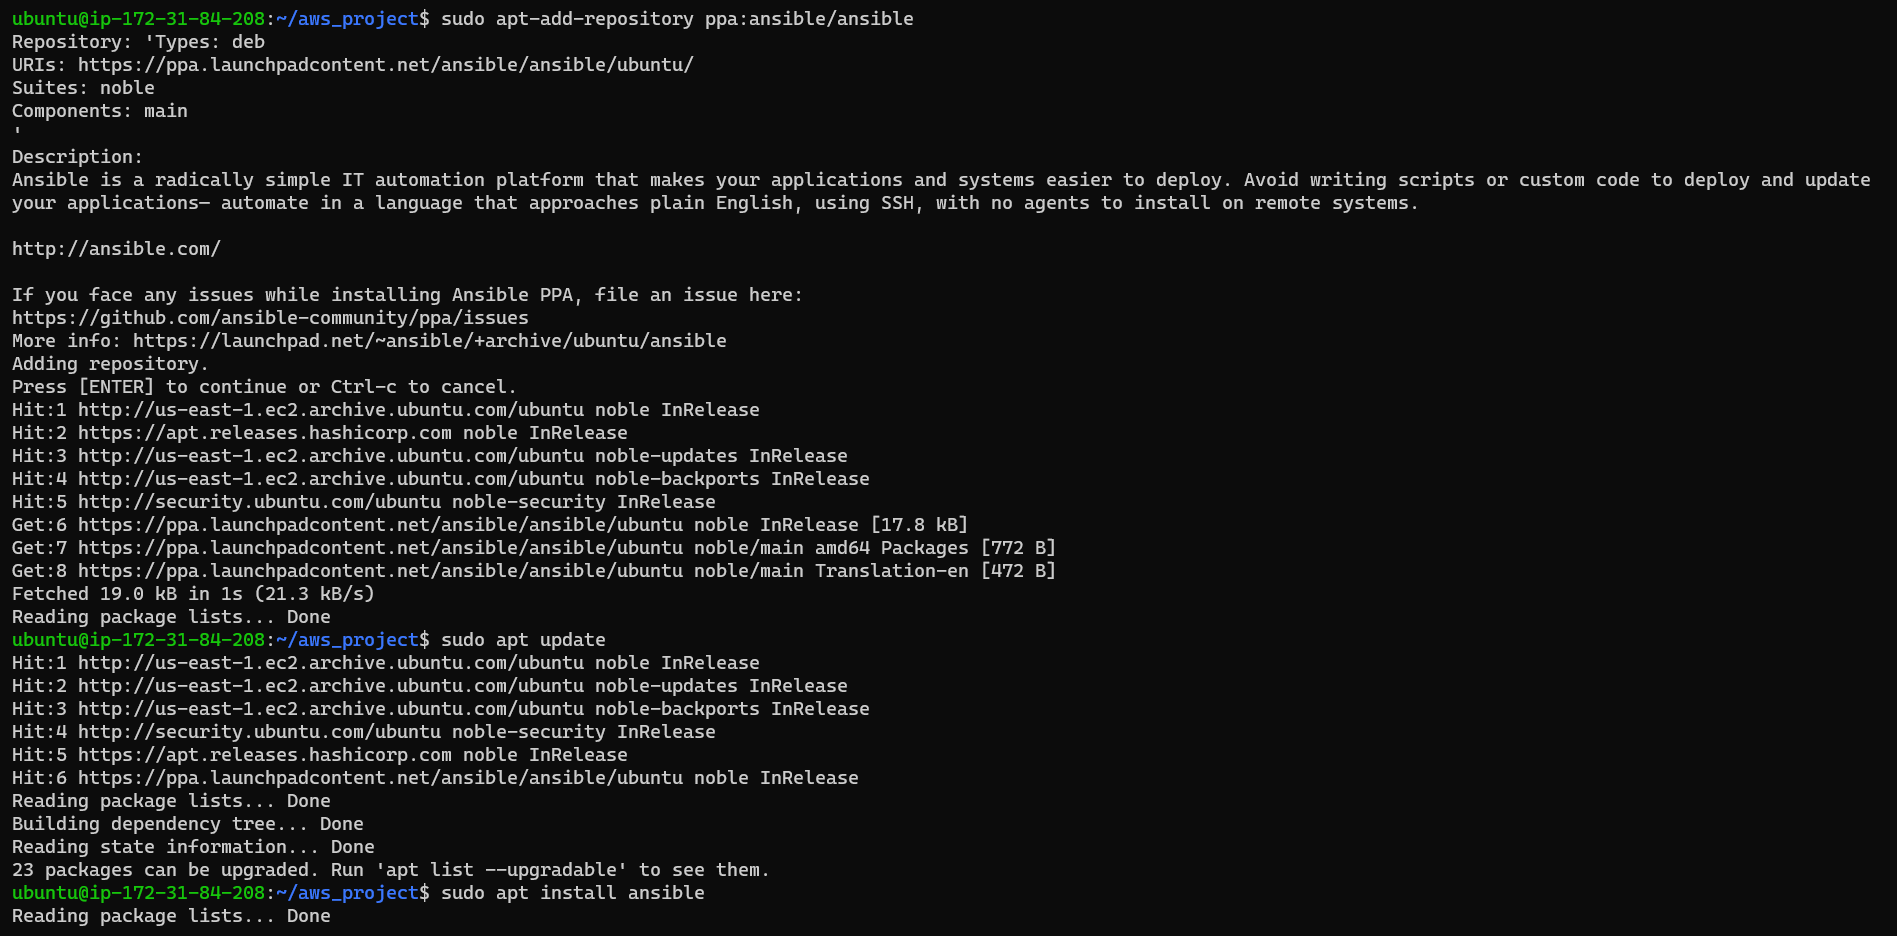 ubuntu@ip-172-31-84-208:~/aws_project$ sudo apt-add-repository ppa:ansible/ansible
Repository: 'Types: deb
URIs: https://ppa.launchpadcontent.net/ansible/ansible/ubuntu/
Suites: noble
Components: main
'
Description:
Ansible is a radically simple IT automation platform that makes your applications and systems easier to deploy. Avoid writing scripts or custom code to deploy and update
your applications— automate in a language that approaches plain English, using SSH, with no agents to install on remote systems.

http://ansible.com/

If you face any issues while installing Ansible PPA, file an issue here:
https://github.com/ansible-community/ppa/issues
More info: https://launchpad.net/~ansible/+archive/ubuntu/ansible
Adding repository.
Press [ENTER] to continue or Ctrl-c to cancel.
Hit:1 http://us-east-1.ec2.archive.ubuntu.com/ubuntu noble InRelease
Hit:2 https://apt.releases.hashicorp.com noble InRelease
Hit:3 http://us-east-1.ec2.archive.ubuntu.com/ubuntu noble-updates InRelease
Hit:4 http://us-east-1.ec2.archive.ubuntu.com/ubuntu noble-backports InRelease
Hit:5 http://security.ubuntu.com/ubuntu noble-security InRelease
Get:6 https://ppa.launchpadcontent.net/ansible/ansible/ubuntu noble InRelease [17.8 kB]
Get:7 https://ppa.launchpadcontent.net/ansible/ansible/ubuntu noble/main amd64 Packages [772 B]
Get:8 https://ppa.launchpadcontent.net/ansible/ansible/ubuntu noble/main Translation-en [472 B]
Fetched 19.0 kB in 1s (21.3 kB/s)
Reading package lists... Done
ubuntu@ip-172-31-84-208:~/aws_project$ sudo apt update
Hit:1 http://us-east-1.ec2.archive.ubuntu.com/ubuntu noble InRelease
Hit:2 http://us-east-1.ec2.archive.ubuntu.com/ubuntu noble-updates InRelease
Hit:3 http://us-east-1.ec2.archive.ubuntu.com/ubuntu noble-backports InRelease
Hit:4 http://security.ubuntu.com/ubuntu noble-security InRelease
Hit:5 https://apt.releases.hashicorp.com noble InRelease
Hit:6 https://ppa.launchpadcontent.net/ansible/ansible/ubuntu noble InRelease
Reading package lists... Done
Building dependency tree... Done
Reading state information... Done
23 packages can be upgraded. Run 'apt list --upgradable' to see them.
ubuntu@ip-172-31-84-208:~/aws_project$ sudo apt install ansible
Reading package lists... Done